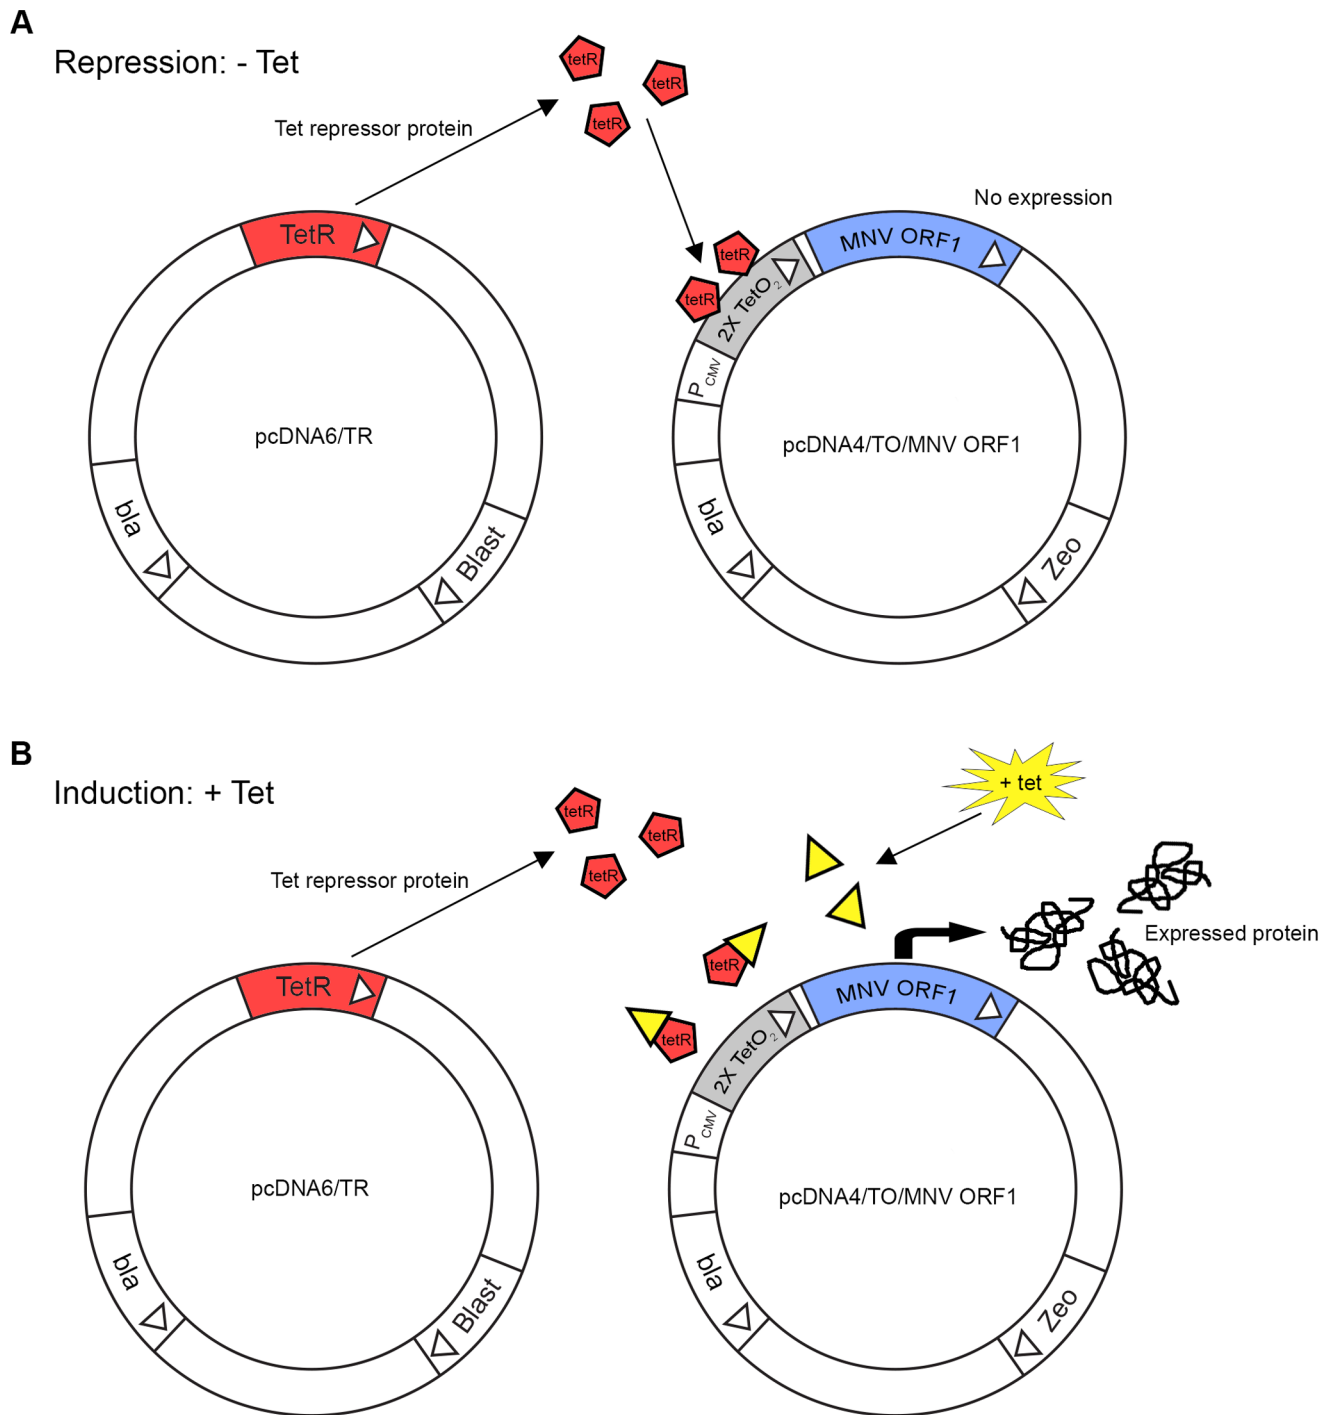 A
Repression: - Tet
tetR
tetR
tetR
Tet repressor protein
No expression
TetR
tetR
tetR
2X TetO2
MNV ORF1
PCMV
pcDNA6/TR
pcDNA4/TO/MNV ORF1
bla
Blast
bla
Zeo
B
Induction: + Tet
+ tet
tetR
tetR
tetR
Tet repressor protein
Expressed protein
tetR
tetR
TetR
2X TetO2
MNV ORF1
PCMV
pcDNA6/TR
pcDNA4/TO/MNV ORF1
bla
Blast
bla
Zeo